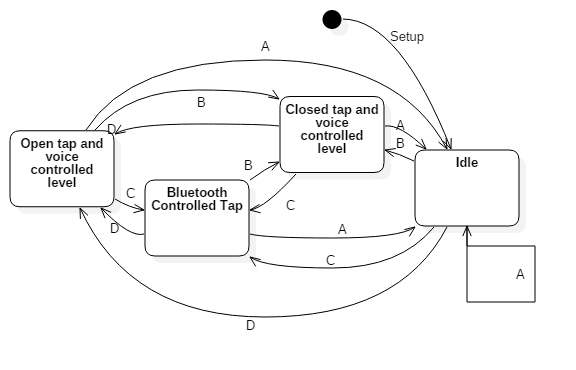 Setup
A
B
D
Closed tap and
voice
controlled
level
A
B
Idle
Open tap and
voice
controlled
level
B
C
C
Bluetooth
Controlled Tap
D
A
C
A
D